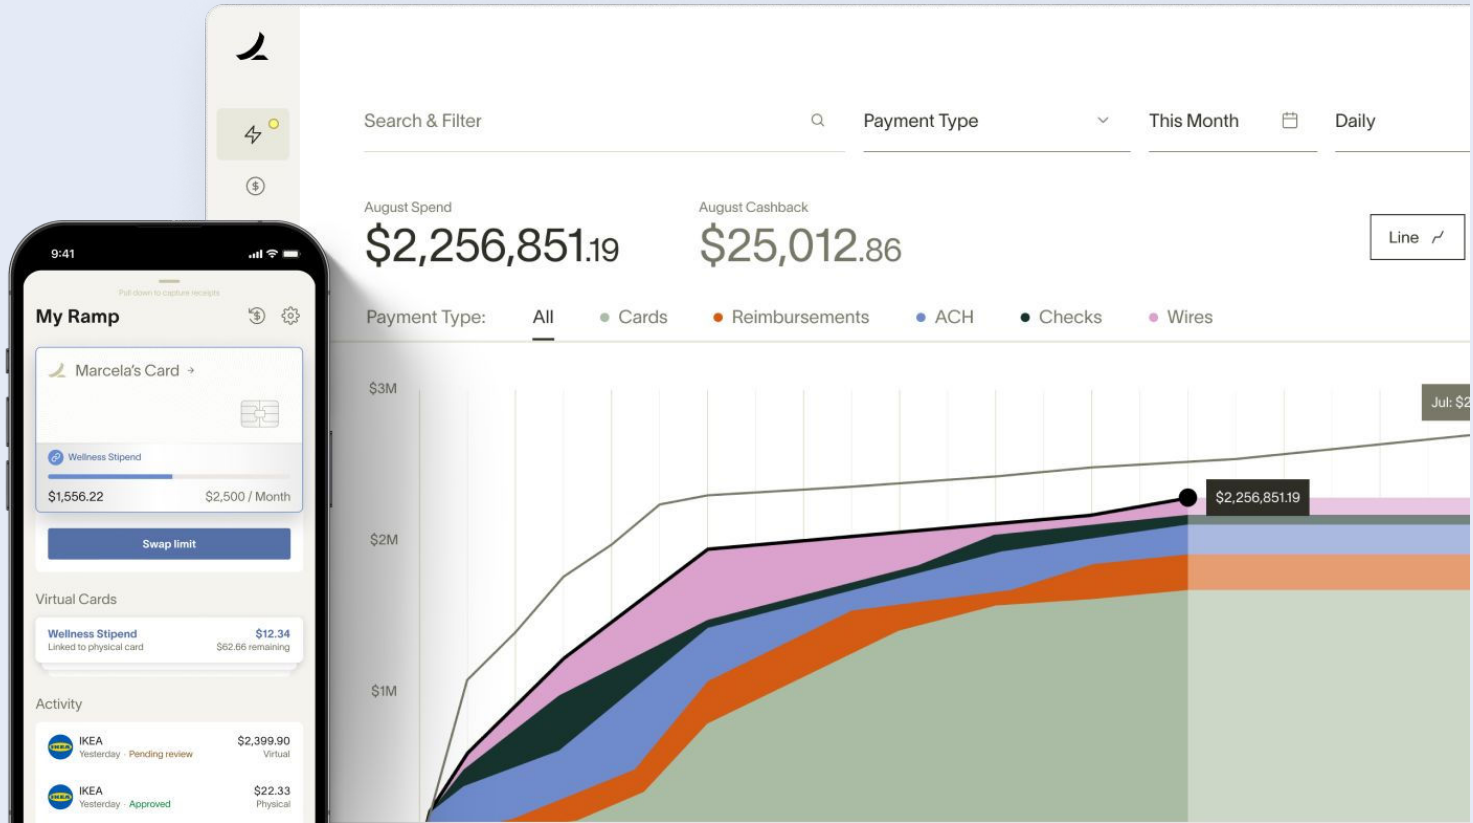 Search & Filter
Payment Type
This Month
Daily
August Spend
$2,256,851.19
August Cashback
$25,012.86
Line
Payment Type:
All
Cards
Reimbursements
ACH
Checks
Wires
$3M
$2M
$1M
Jul: $2
$2,256,851.19
9:41
Pull down to capture receipts
My Ramp
Marcela's Card
Wellness Stipend
$1,556.22
$2,500 / Month
Swap limit
Virtual Cards
Wellness Stipend
$12.34
Linked to physical card
$62.66 remaining
Activity
IKEA
IKEA
$2,399.90
Yesterday · Pending review
Virtual
IKEA
IKEA
$22.33
Yesterday · Approved
Physical